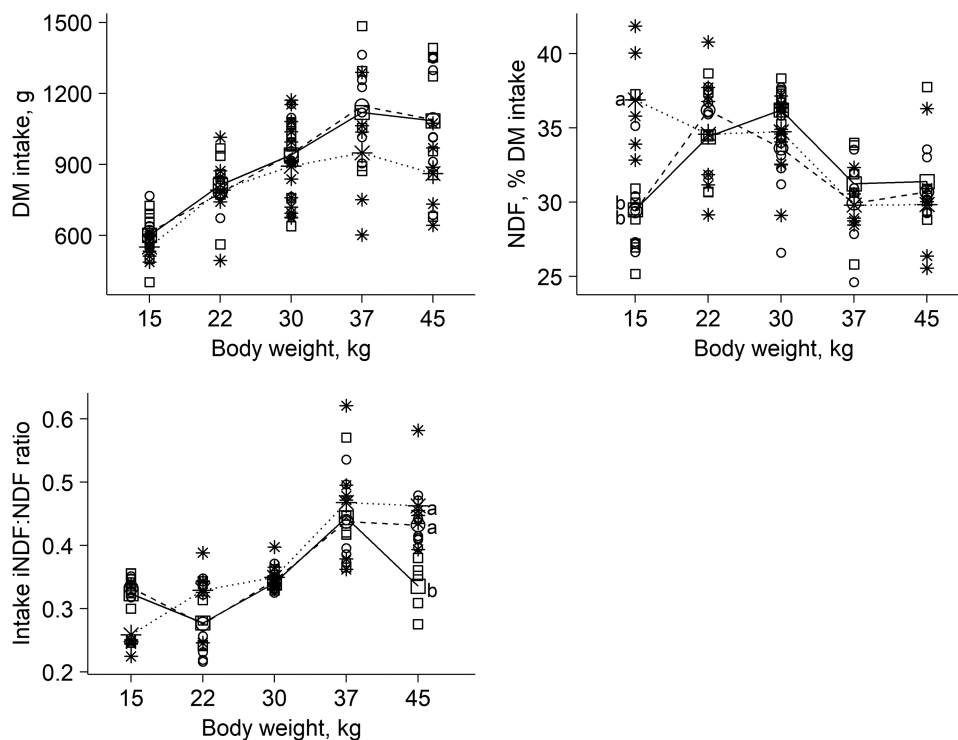 DM intake, g
1500
1200
900
600
15 22 30 37 45
Body weight, kg
NDF, % DM intake
40
35
30
25
a
b
b
15 22 30 37 45
Body weight, kg
Intake iNDF:NDF ratio
0.6
0.5
0.4
0.3
0.2
a
a
b
15 22 30 37 45
Body weight, kg